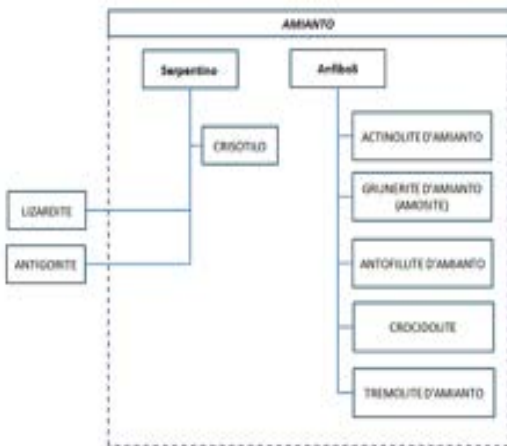 AMIANTO
Serpentino
Anfiboli
CRISOTILO
LIZARDITE
ANTIGORITE
ACTINOLITE D'AMIANTO
GRUNERITE D'AMIANTO
(AMOSITE)
ANTOFILLITE D'AMIANTO
CROCIDOLITE
TREMOLITE D'AMIANTO